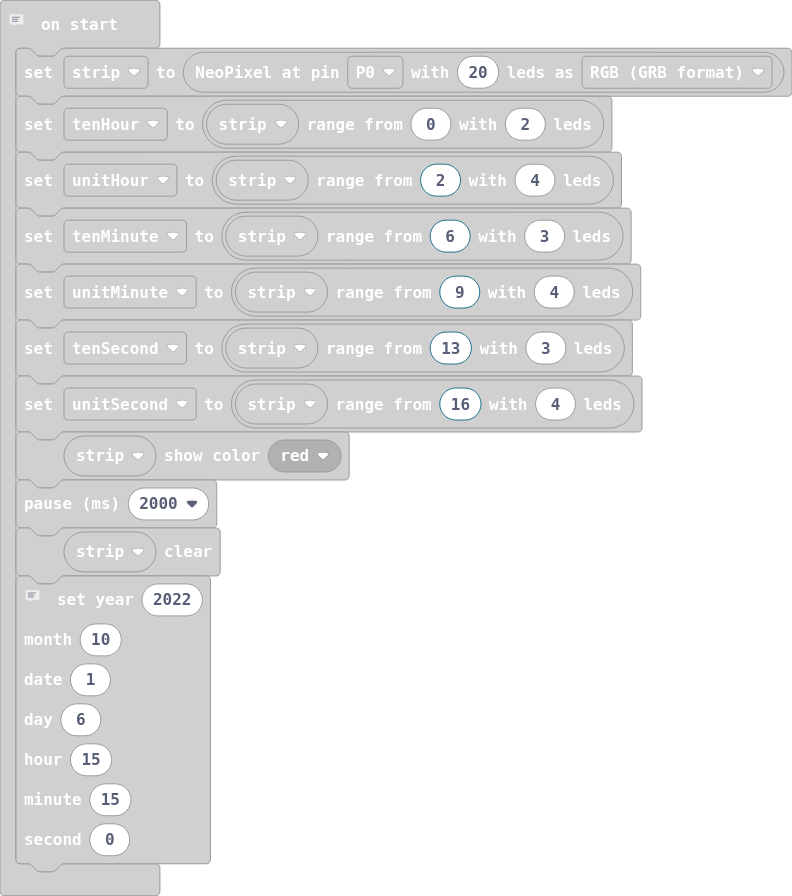 on start
set strip to NeoPixel at pin P0 with 20 leds as RGB (GRB format)
set tenHour to strip range from 0 with 2 leds
set unitHour to strip range from 2 with 4 leds
set tenMinute to strip range from 6 with 3 leds
set unitMinute to strip range from 9 with 4 leds
set tenSecond to strip range from 13 with 3 leds
set unitSecond to strip range from 16 with 4 leds
strip show color red
pause (ms) 2000
strip clear
set year 2022
month 10
date 1
day 6
hour 15
minute 15
second 0